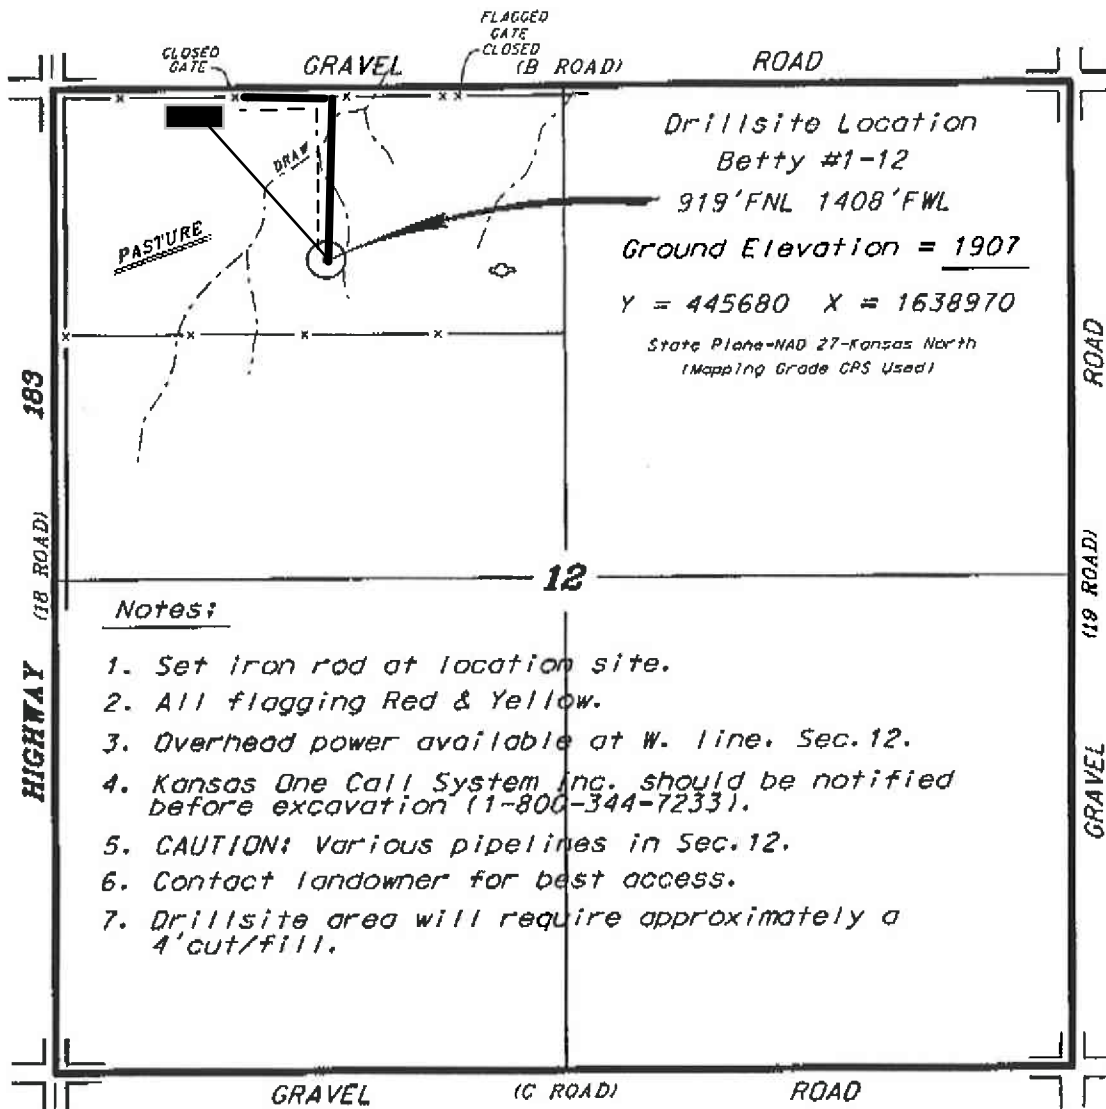 FLAGGED
GATE
CLOSED
CLOSED
GATE
GRAVEL (B ROAD) ROAD
Drillsite Location
Betty #1-12
919'FNL 1408'FWL
Ground Elevation = 1907
Y = 445680 X = 1638970
State Plane-NAD 27-Kansas North
(Mapping Grade GPS Used)
DRAW
PASTURE
HIGHWAY (18 ROAD) 183
12
GRAVEL (19 ROAD) ROAD
Notes:
1. Set iron rod at location site.
2. All flagging Red & Yellow.
3. Overhead power available at W. line. Sec.12.
4. Kansas One Call System Inc. should be notified
before excavation (1-800-344-7233).
5. CAUTION: Various pipelines in Sec.12.
6. Contact landowner for best access.
7. Drillsite area will require approximately a
4'cut/fill.
GRAVEL (C ROAD) ROAD